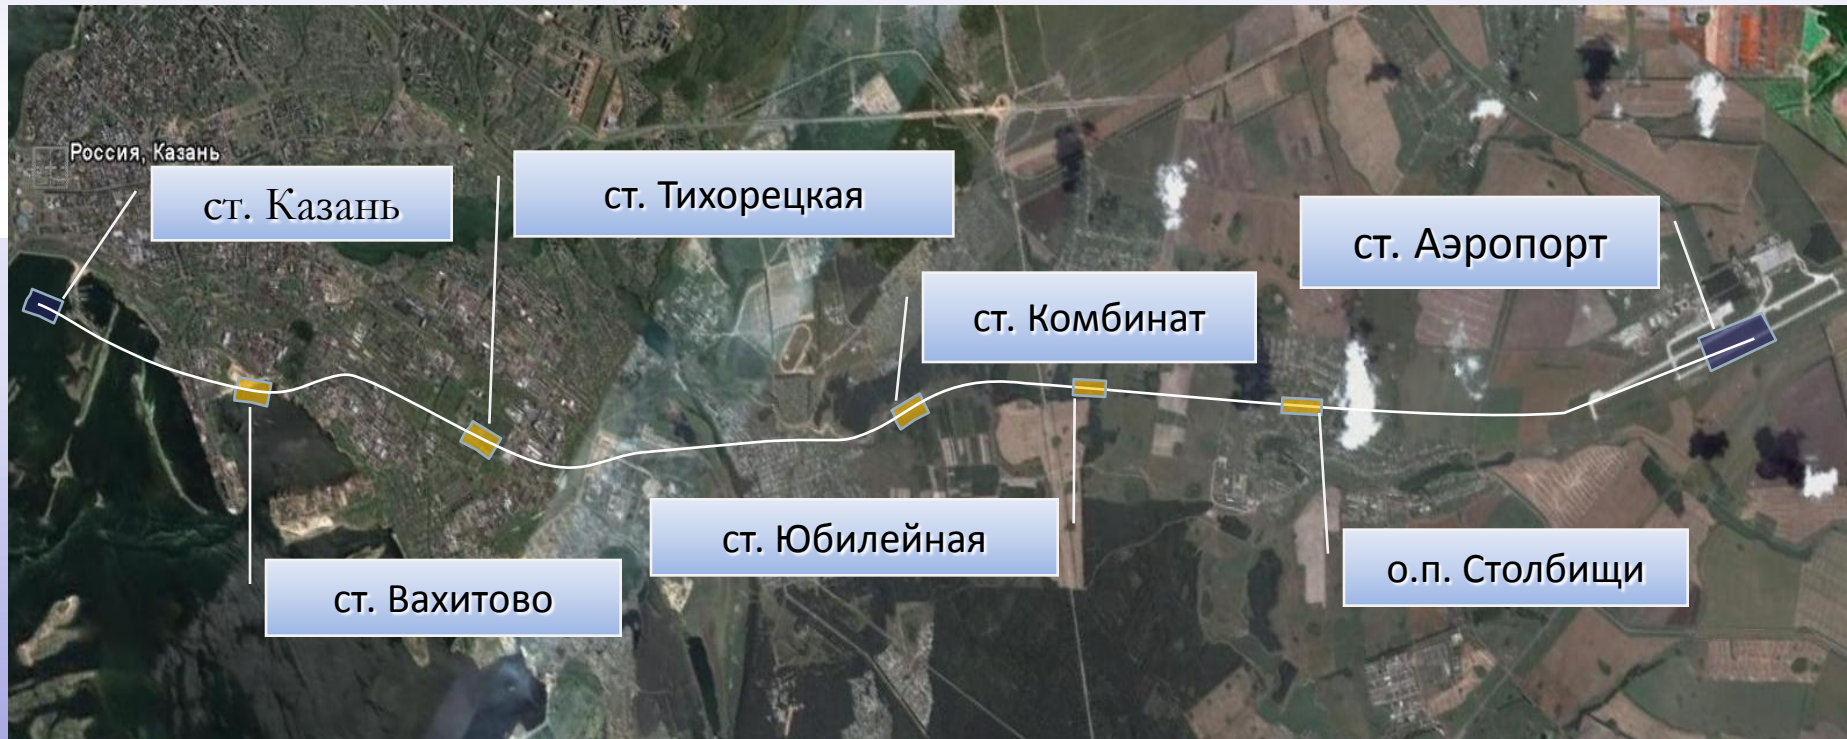 Россия, Казань
ст. Казань
ст. Тихорецкая
ст. Аэропорт
ст. Комбинат
ст. Юбилейная
о.п. Столбищи
ст. Вахитово